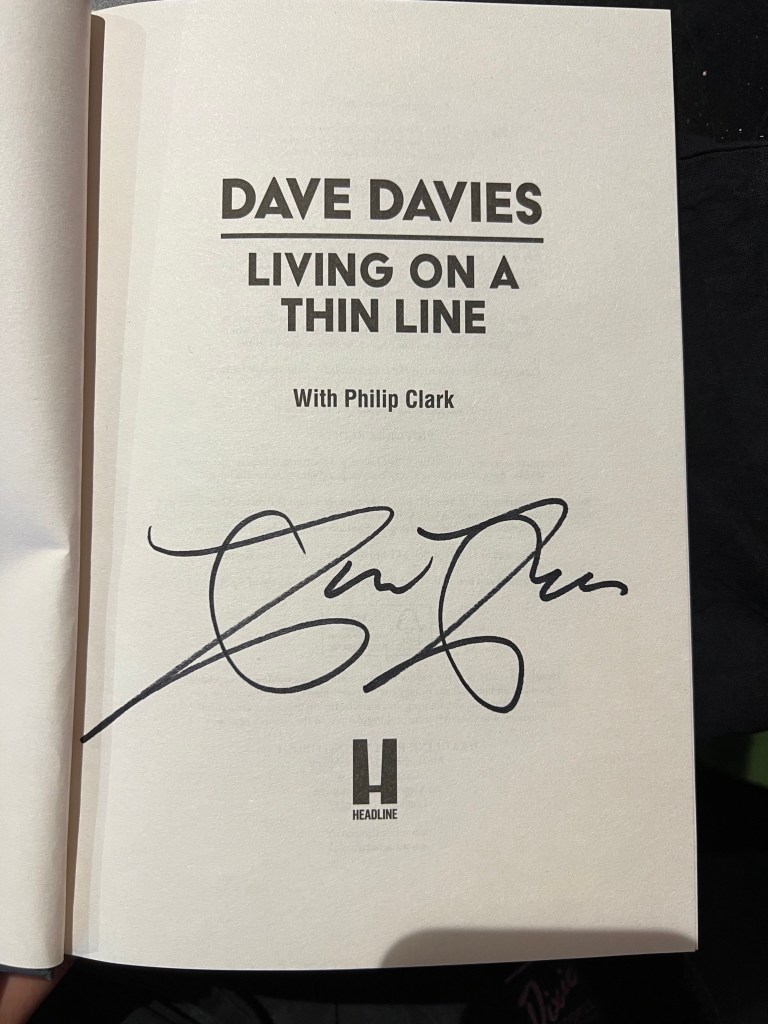 DAVE DAVIES
LIVING ON A
THIN LINE
With Philip Clark
HEADLINE